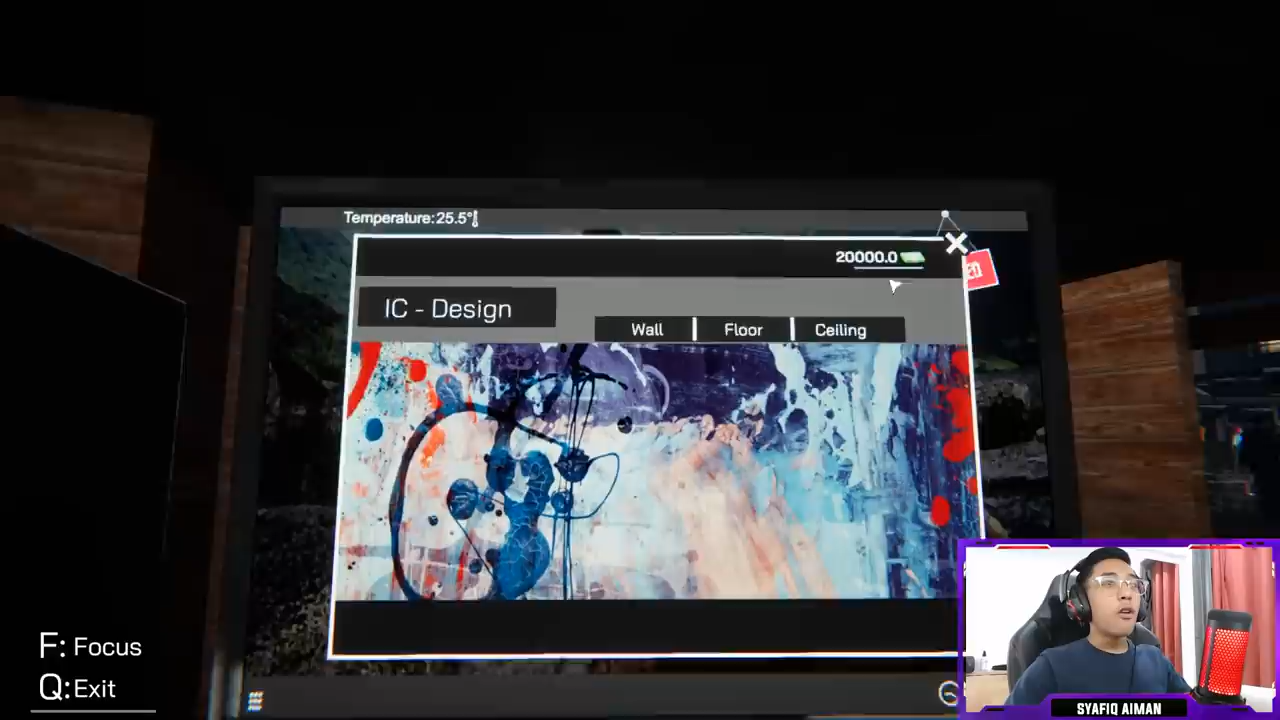 Temperature:25.5°
20000.0
IC - Design
Wall
Floor
Ceiling
F: Focus
Q:Exit
SYAFIQ AIMAN